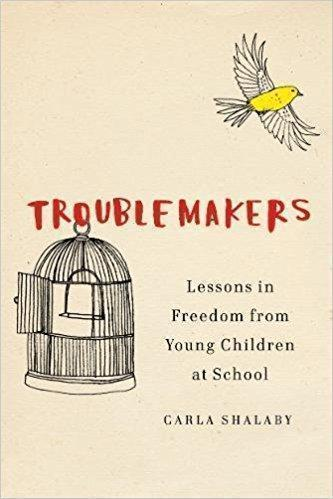 TROUBLEMAKERS
Lessons in
Freedom from
Young Children
at School
CARLA SHALABY